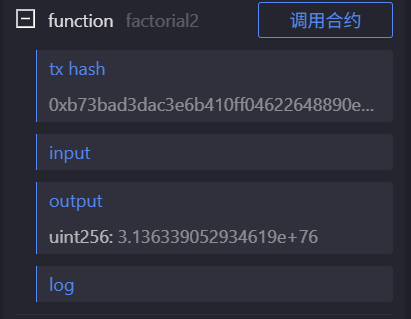 function factorial2 调用合约
tx hash
0xb73bad3dac3e6b410ff04622648890e...
input
output
uint256: 3.136339052934619e+76
log